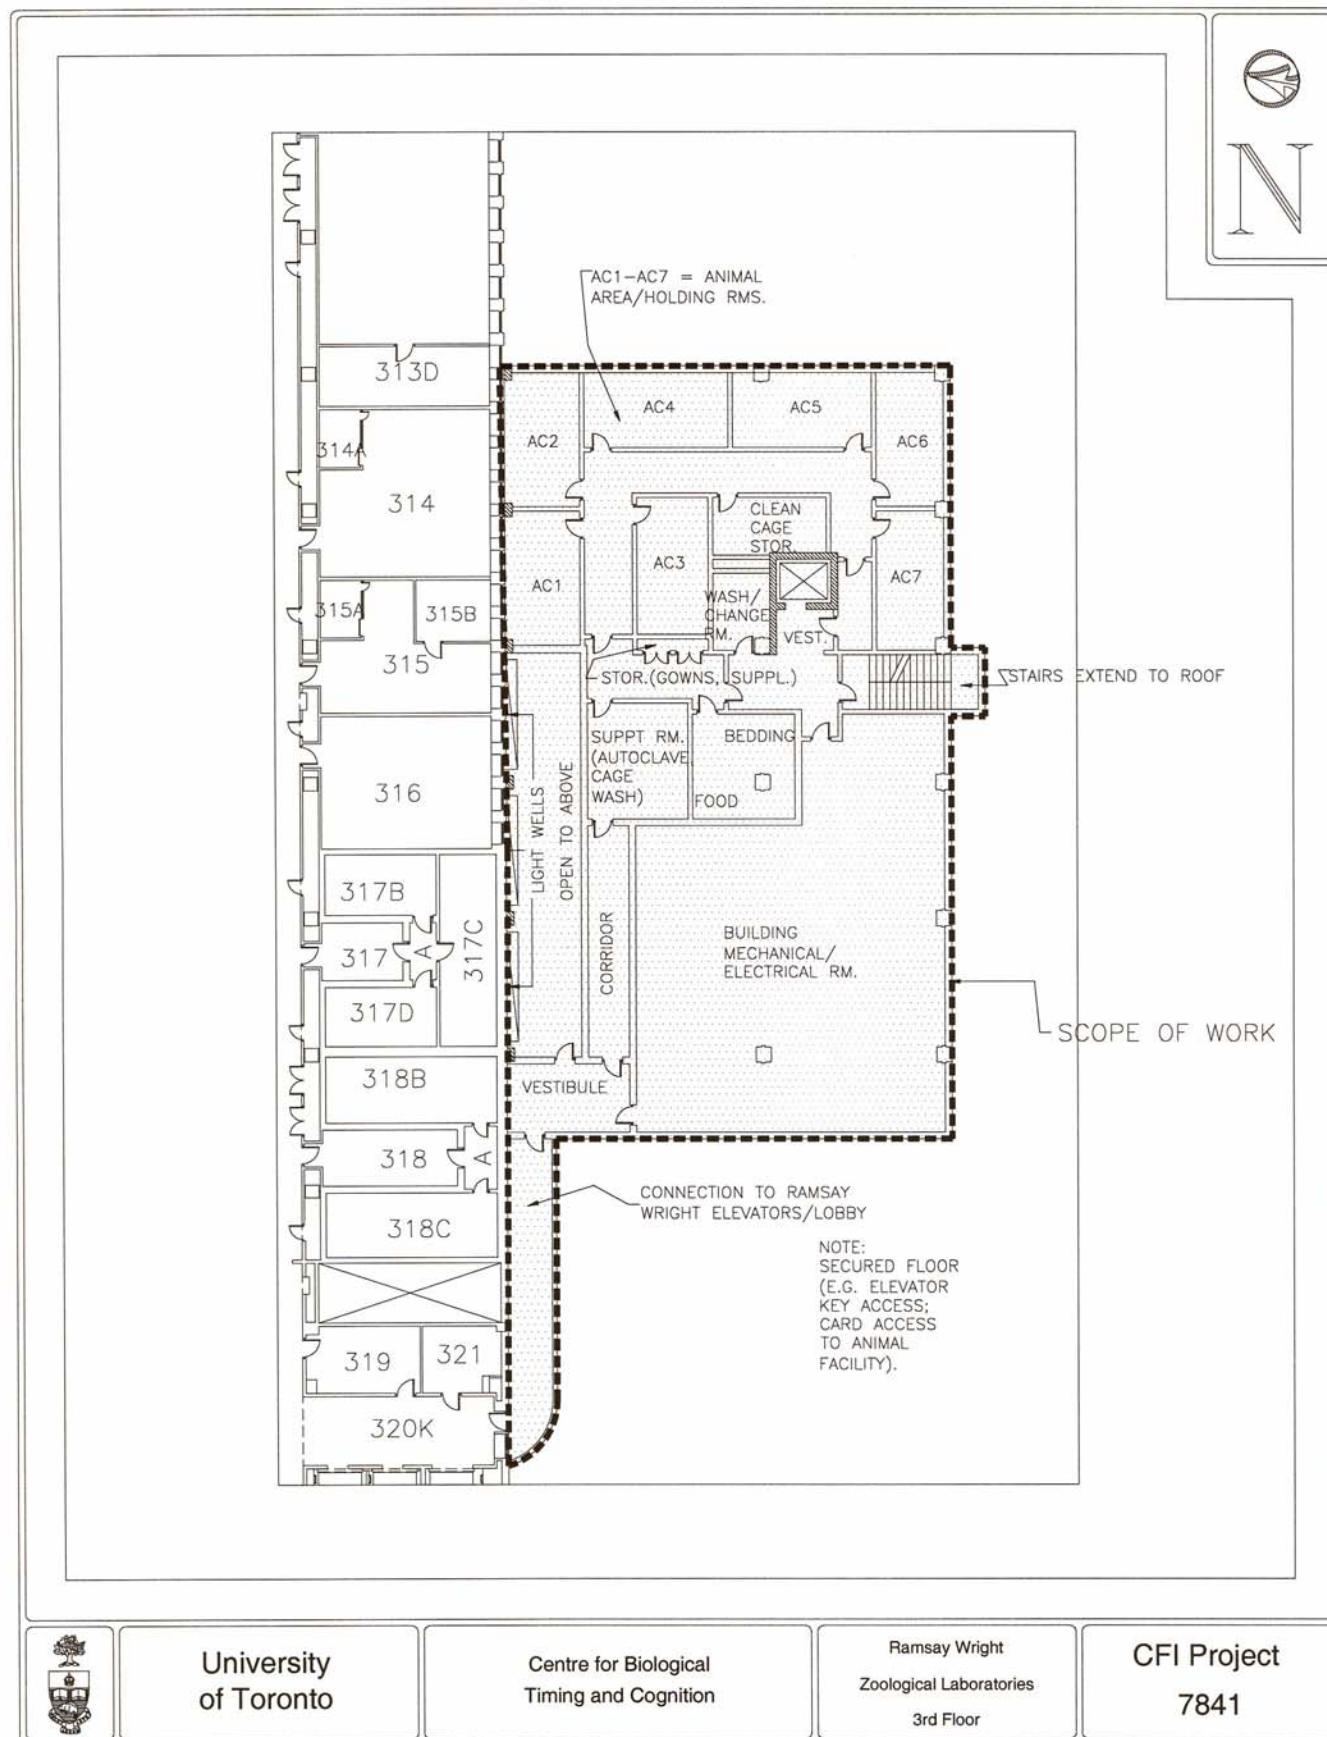 N
AC1-AC7 = ANIMAL
AREA/HOLDING RMS.
313D
AC4
AC5
AC2
AC6
314A
314
CLEAN
CAGE
STOR.
AC3
AC1
AC7
315A
315B
WASH/
CHANGE
RM.
VEST.
315
STOR.(GOWNS, SUPPL.)
STAIRS EXTEND TO ROOF
SUPPT RM.
(AUTOCLAVE,
CAGE
WASH)
BEDDING
FOOD
316
LIGHT WELLS
OPEN TO ABOVE
317B
317
A
317C
317D
CORRIDOR
BUILDING
MECHANICAL/
ELECTRICAL RM.
SCOPE OF WORK
318B
VESTIBULE
318
A
318C
CONNECTION TO RAMSAY
WRIGHT ELEVATORS/LOBBY
NOTE:
SECURED FLOOR
(E.G. ELEVATOR
KEY ACCESS;
CARD ACCESS
TO ANIMAL
FACILITY).
319
321
320K
University
of Toronto
Centre for Biological
Timing and Cognition
Ramsay Wright
Zoological Laboratories
3rd Floor
CFI Project
7841